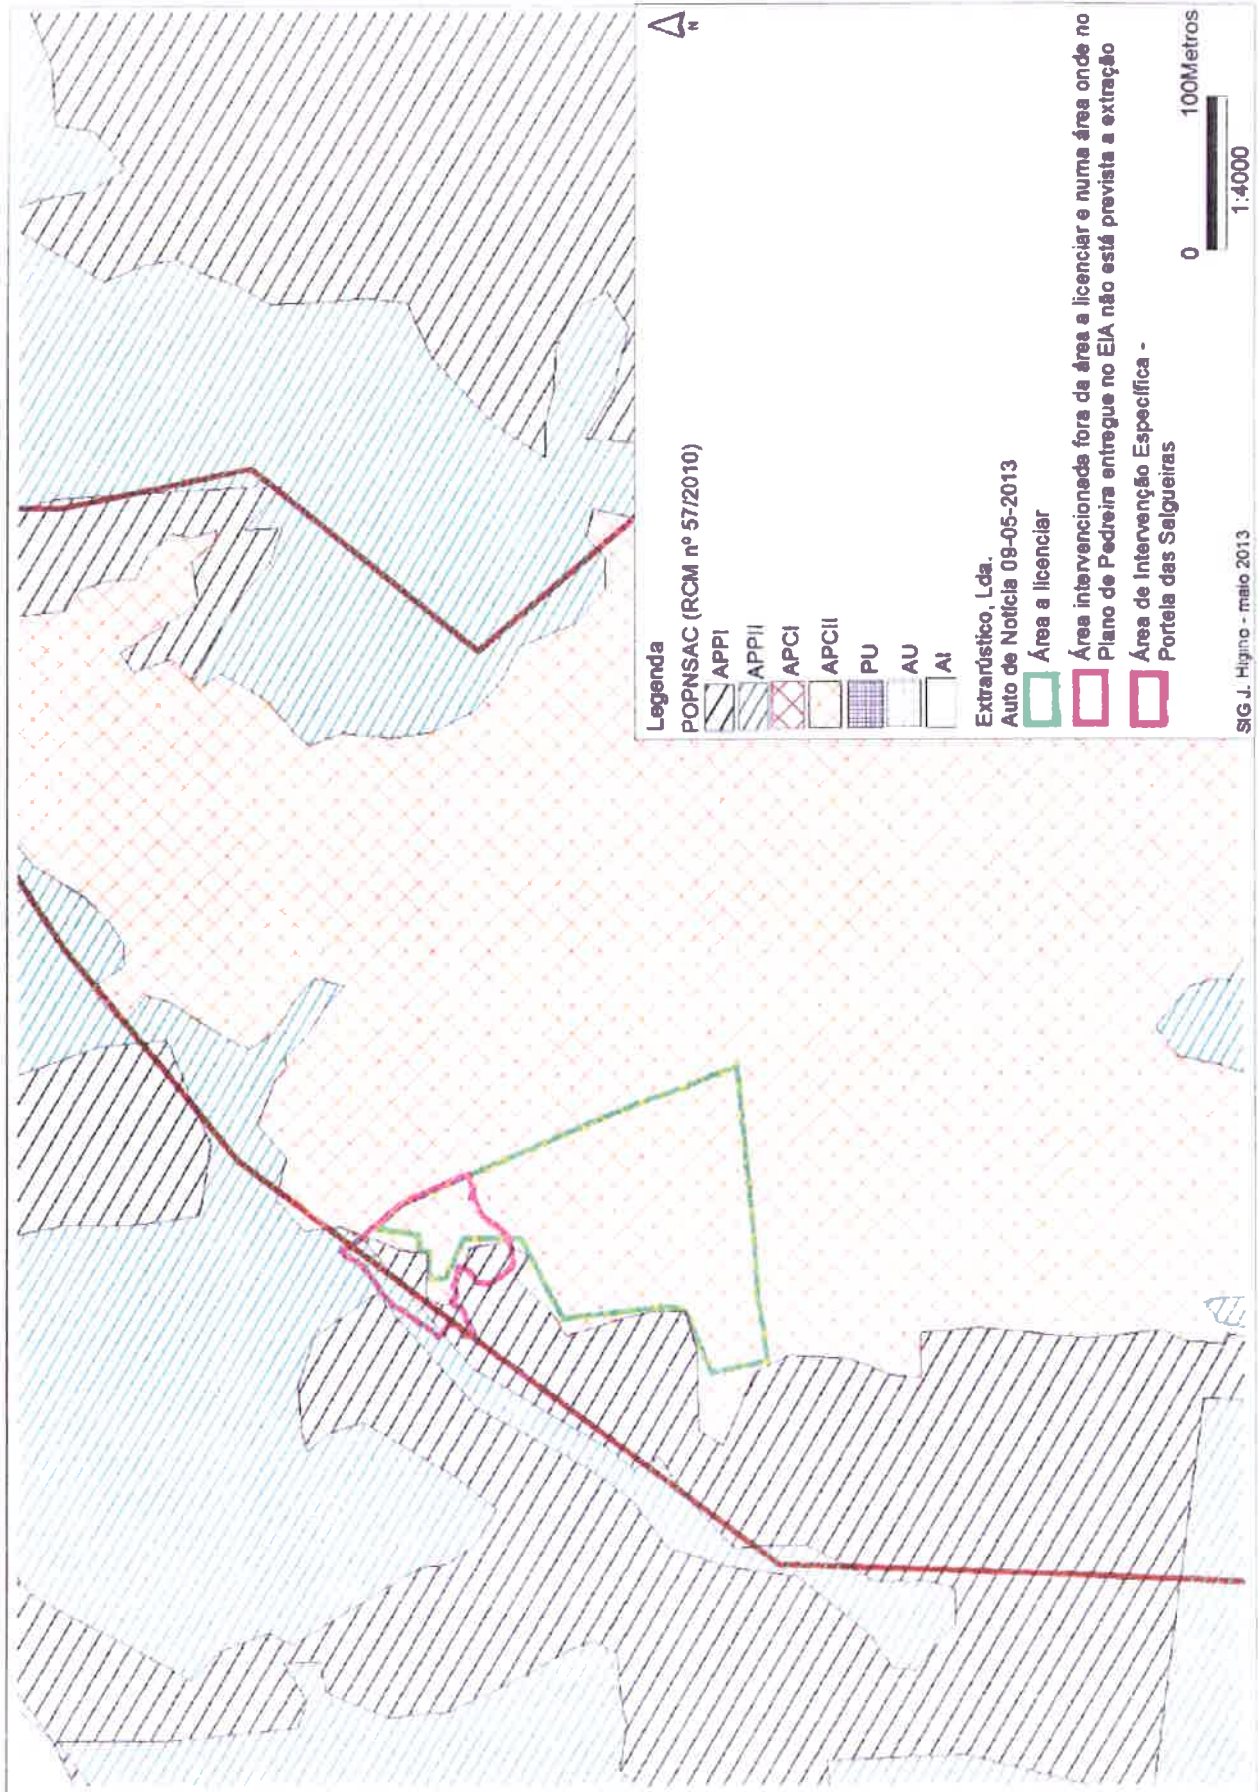 N
Legenda
POPNSAC (RCM nº 57/2010)
APPI
APPII
APCI
APCII
PU
AU
AI
Extrarústico, Lda.
Auto de Notícia 09-05-2013
Área a licenciar
Área intervencionada fora da área a licenciar e numa área onde no
Plano de Pedreira entregue no EIA não está prevista a extração
Área de Intervenção Específica -
Portela das Salgueiras
0
100Metros
1:4000
SIG J. Higino - maio 2013